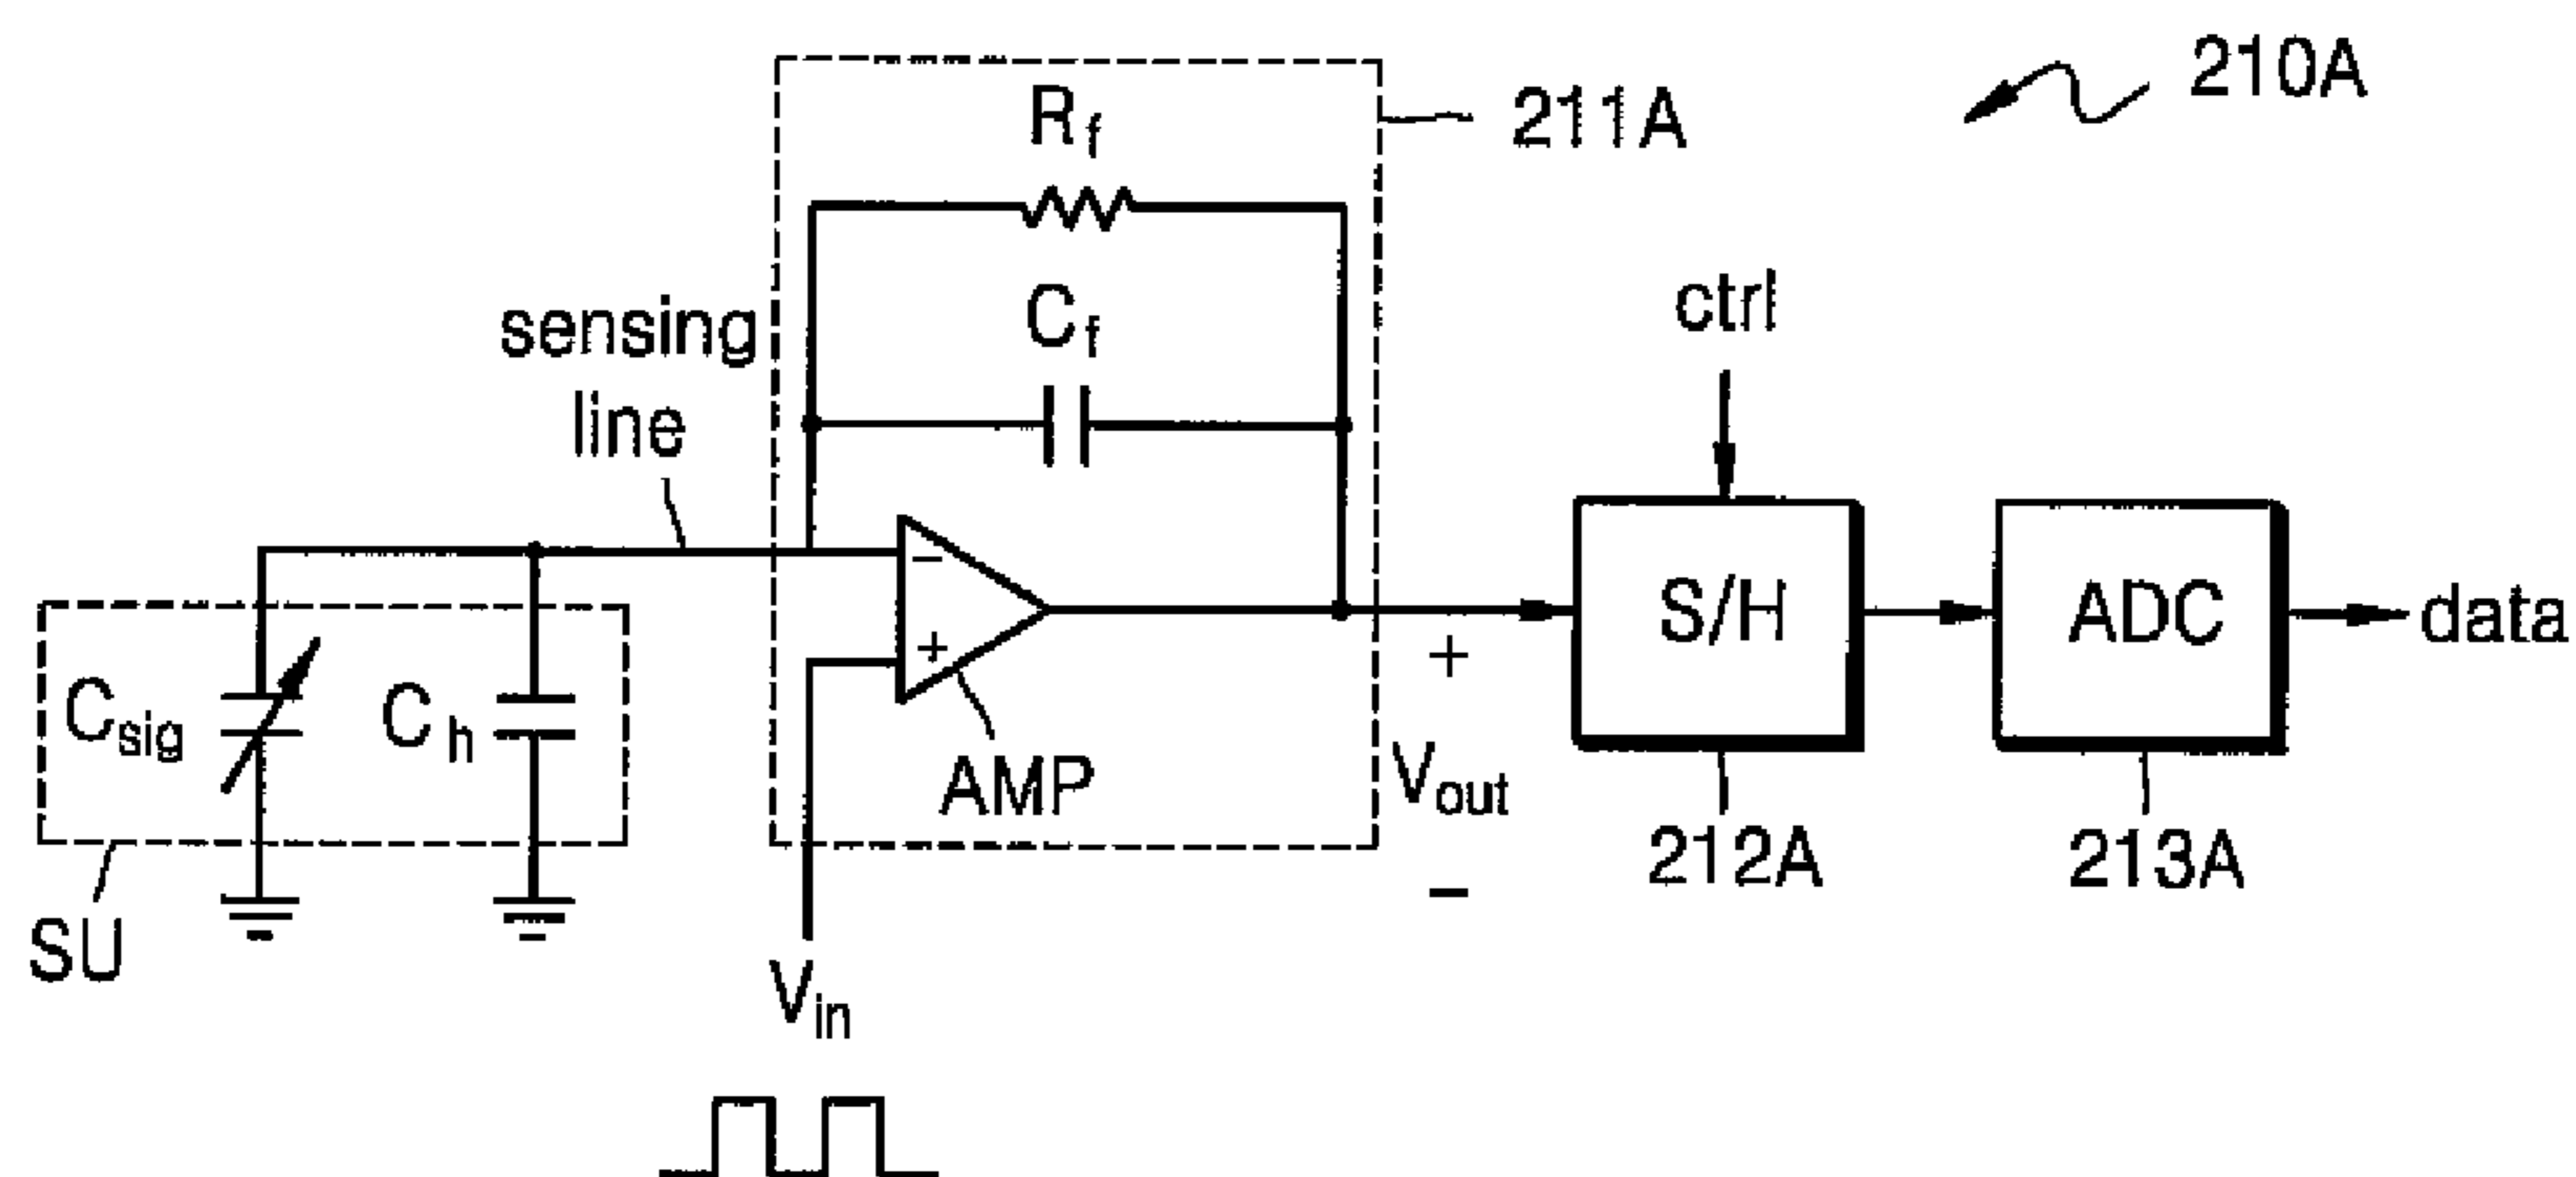 210A
211A
Rf
Cf
sensing
line
ctrl
S/H
ADC
data
−
+
Csig
Ch
AMP
+
Vout
−
212A
213A
SU
Vin